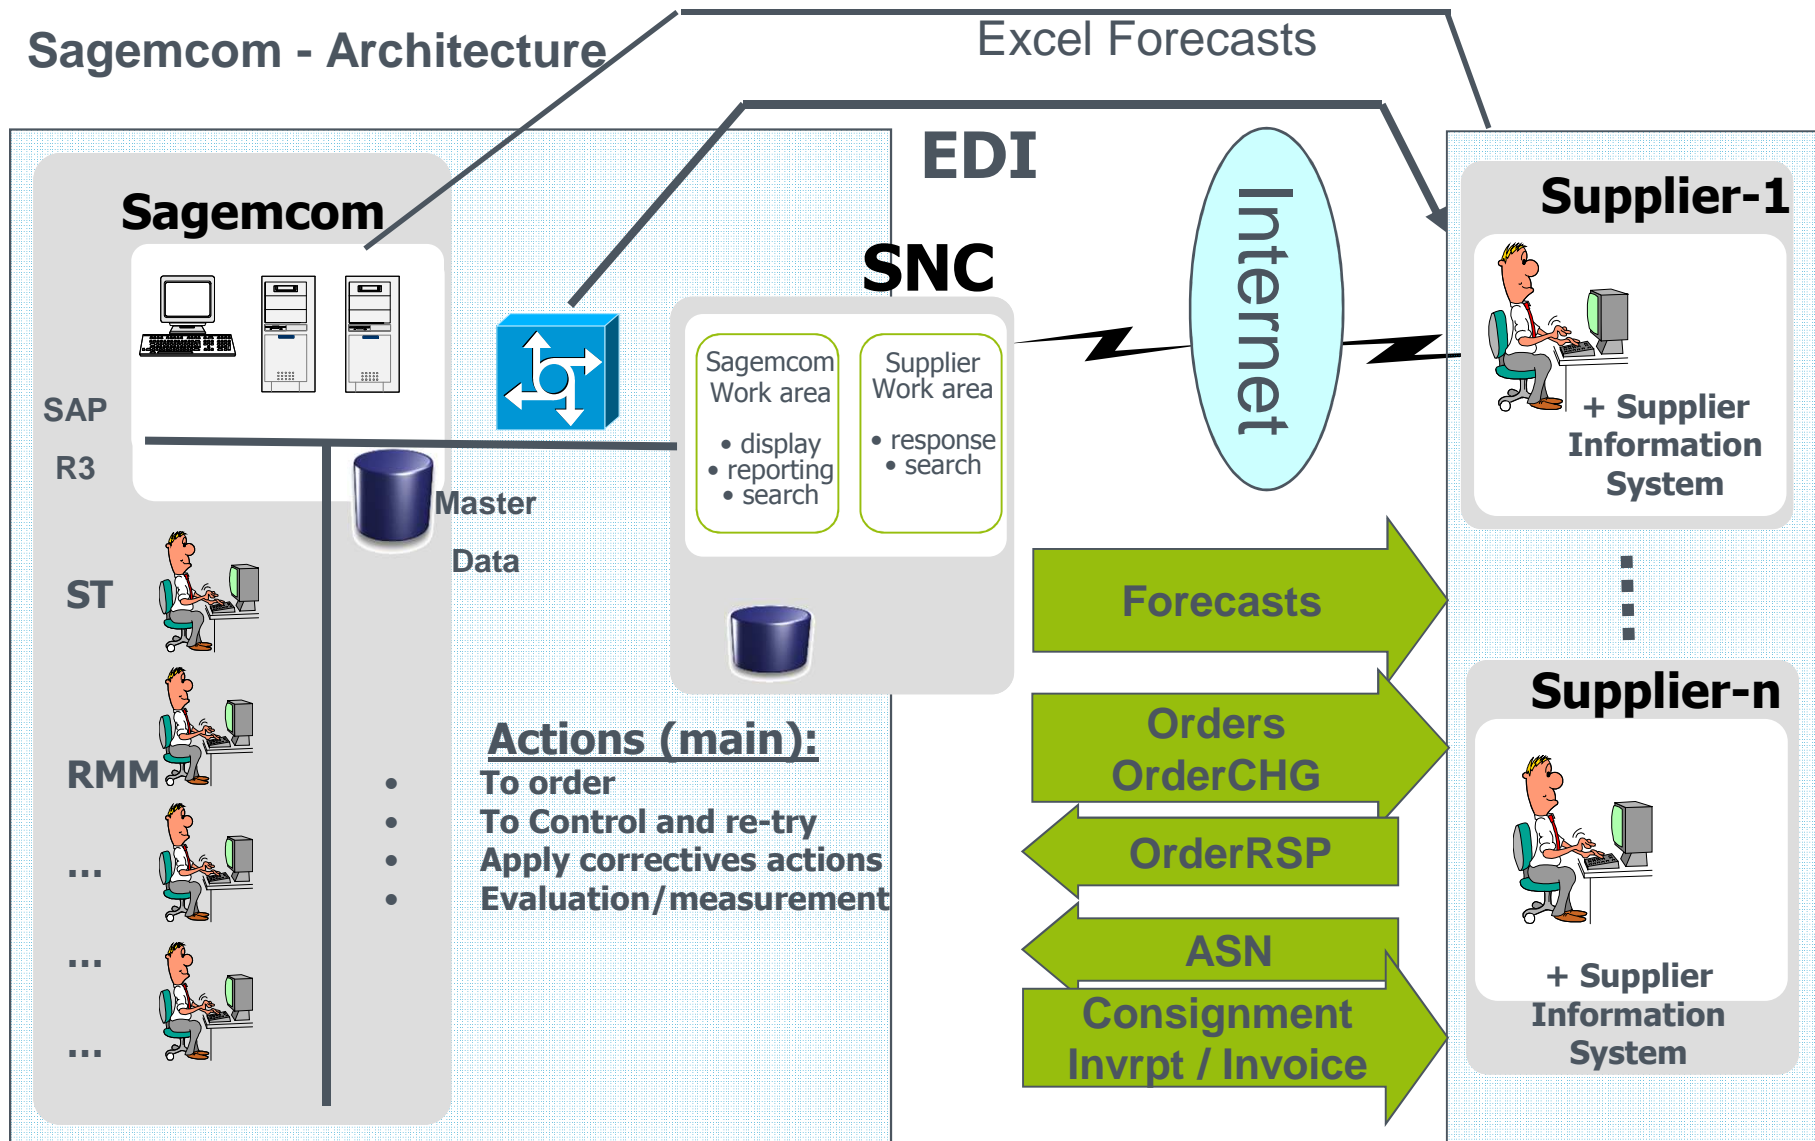 Sagemcom - Architecture
Excel Forecasts
EDI
Sagemcom
SAP
R3
Master
Data
ST
RMM
...
...
...
SNC
Sagemcom
Work area
• display
• reporting
• search
Supplier
Work area
• response
• search
Internet
Actions (main):
• To order
• To Control and re-try
• Apply correctives actions
• Evaluation/measurement
Forecasts
Orders
OrderCHG
OrderRSP
ASN
Consignment
Invrpt / Invoice
Supplier-1
+ Supplier
Information
System
Supplier-n
+ Supplier
Information
System